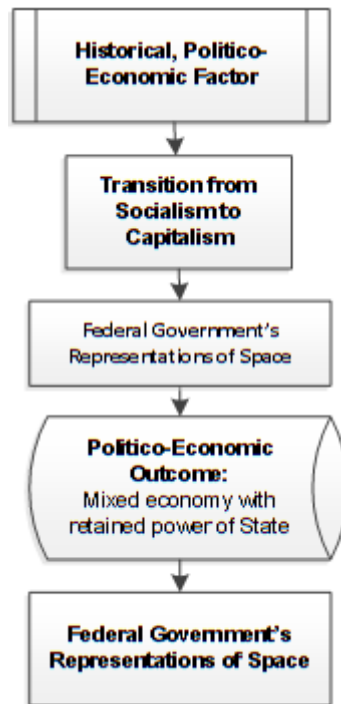 Historical, Politico-
Economic Factor
Transition from
Socialism to
Capitalism
Federal Government's
Representations of Space
Politico-Economic
Outcome:
Mixed economy with
retained power of State
Federal Government's
Representations of Space